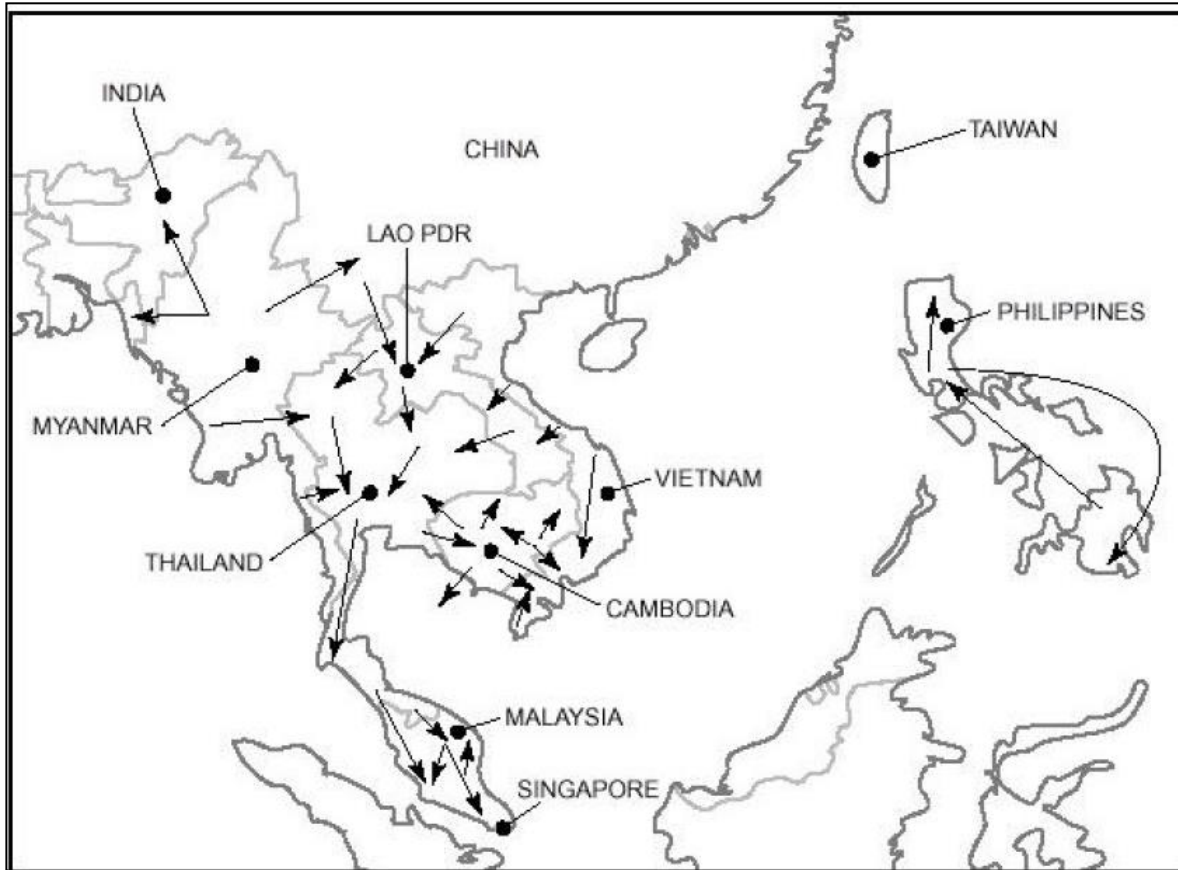 INDIA
CHINA
TAIWAN
LAO PDR
PHILIPPINES
MYANMAR
VIETNAM
THAILAND
CAMBODIA
MALAYSIA
SINGAPORE